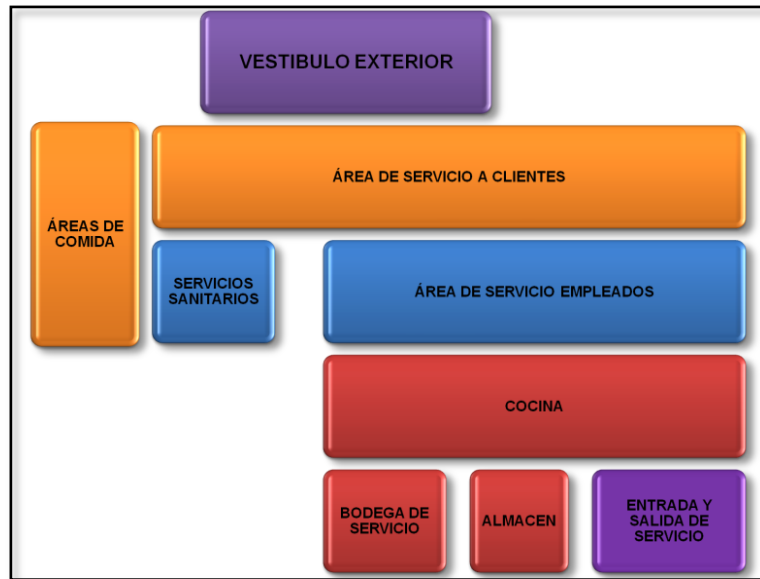 VESTIBULO EXTERIOR
ÁREA DE SERVICIO A CLIENTES
ÁREAS DE
COMIDA
SERVICIOS
SANITARIOS
ÁREA DE SERVICIO EMPLEADOS
COCINA
BODEGA DE
SERVICIO
ALMACEN
ENTRADA Y
SALIDA DE
SERVICIO